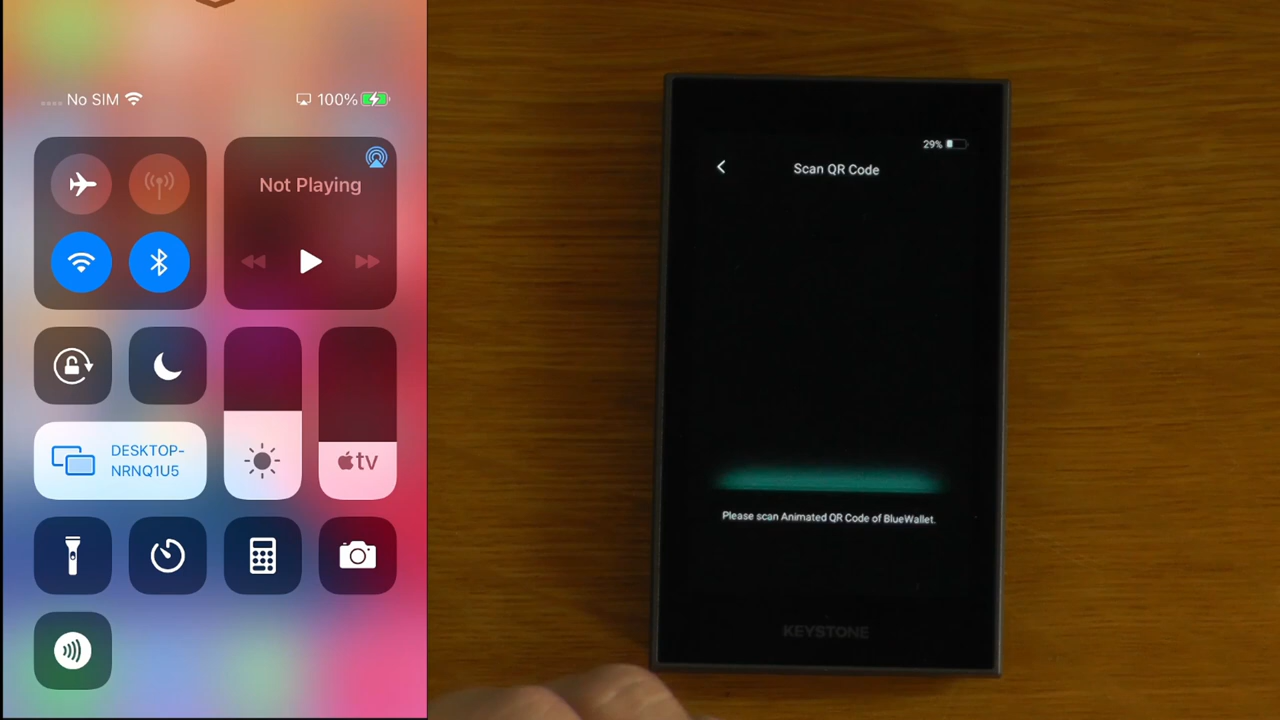 No SIM
100%
Not Playing
DESKTOP-
NRNQ1U5
tv
29%
Scan QR Code
Please scan Animated QR Code of BlueWallet.
KEYSTONE